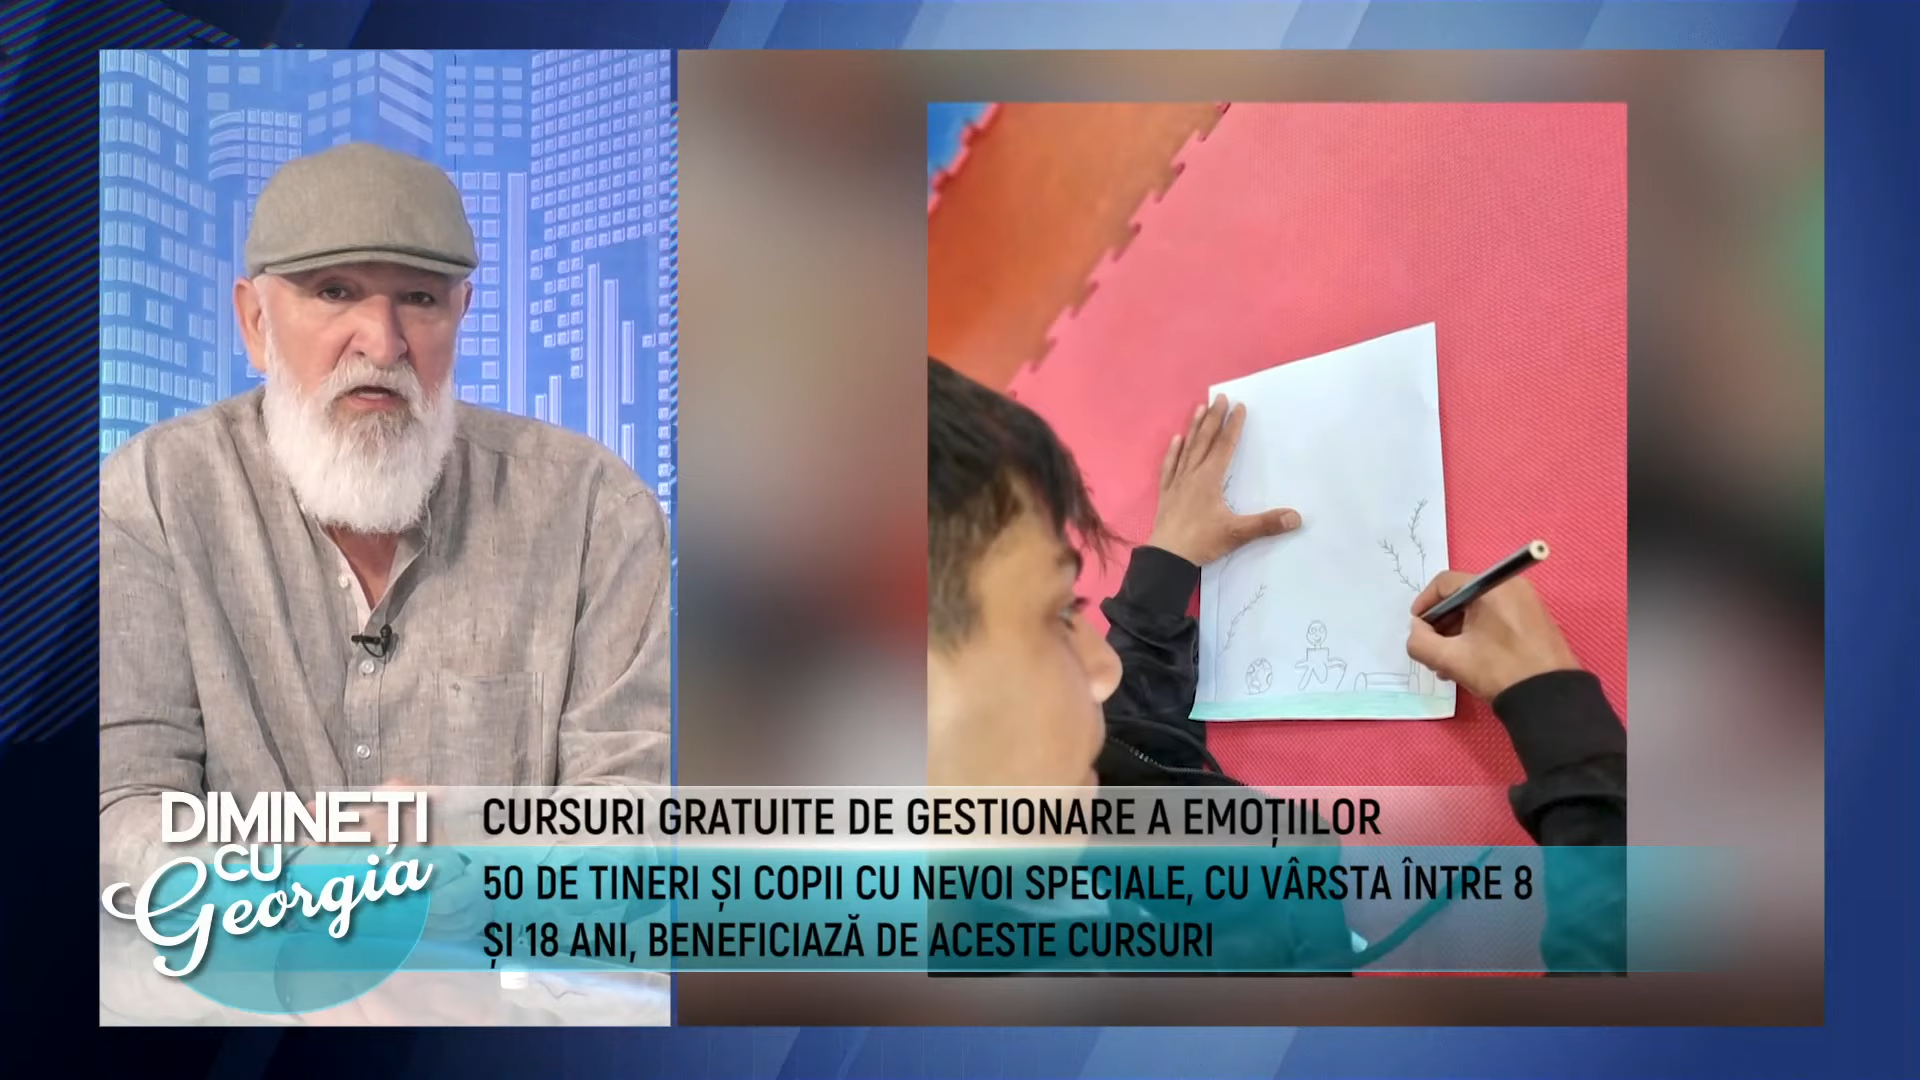 DIMINEȚI
CU
Georgia
CURSURI GRATUITE DE GESTIONARE A EMOȚIILOR
50 DE TINERI ȘI COPII CU NEVOI SPECIALE, CU VÂRSTA ÎNTRE 8
ȘI 18 ANI, BENEFICIAZĂ DE ACESTE CURSURI